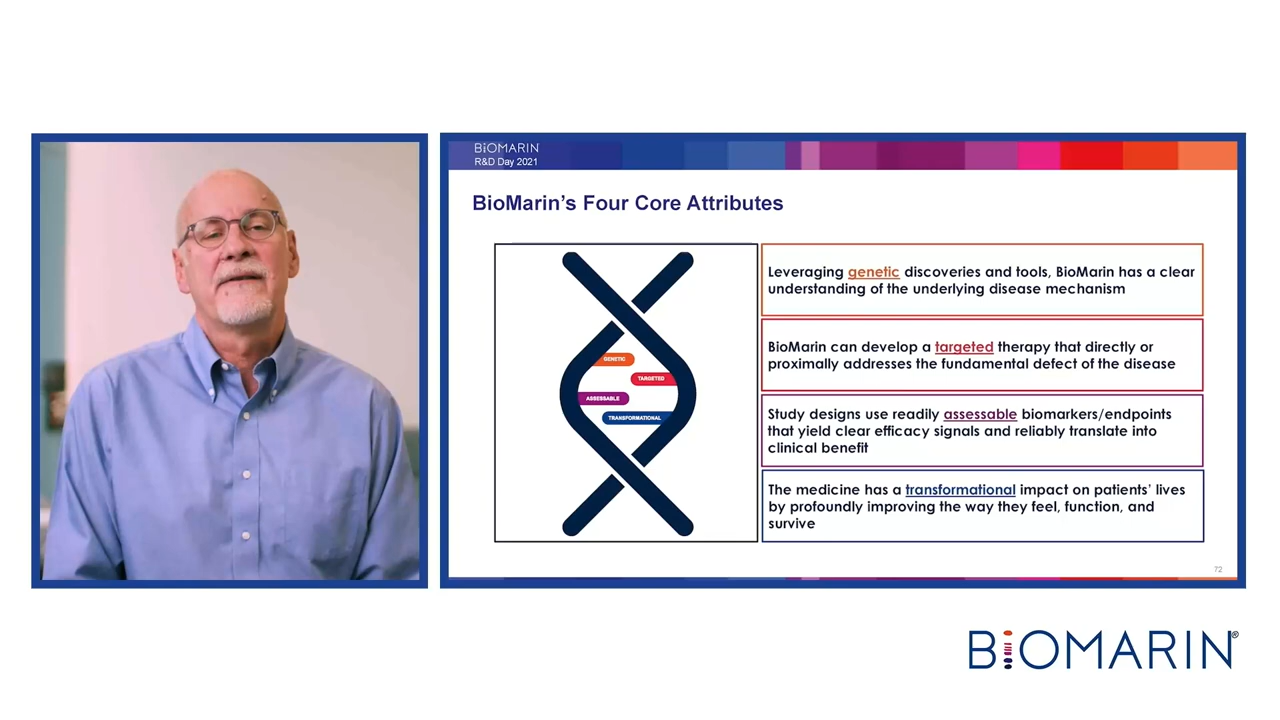 BiOMARIN
R&D Day 2021
BioMarin's Four Core Attributes
GENETIC
TARGETED
ASSESSABLE
TRANSFORMATIONAL
Leveraging genetic discoveries and tools, BioMarin has a clear
understanding of the underlying disease mechanism
BioMarin can develop a targeted therapy that directly or
proximally addresses the fundamental defect of the disease
Study designs use readily assessable biomarkers/endpoints
that yield clear efficacy signals and reliably translate into
clinical benefit
The medicine has a transformational impact on patients' lives
by profoundly improving the way they feel, function, and
survive
72
BiOMARIN®